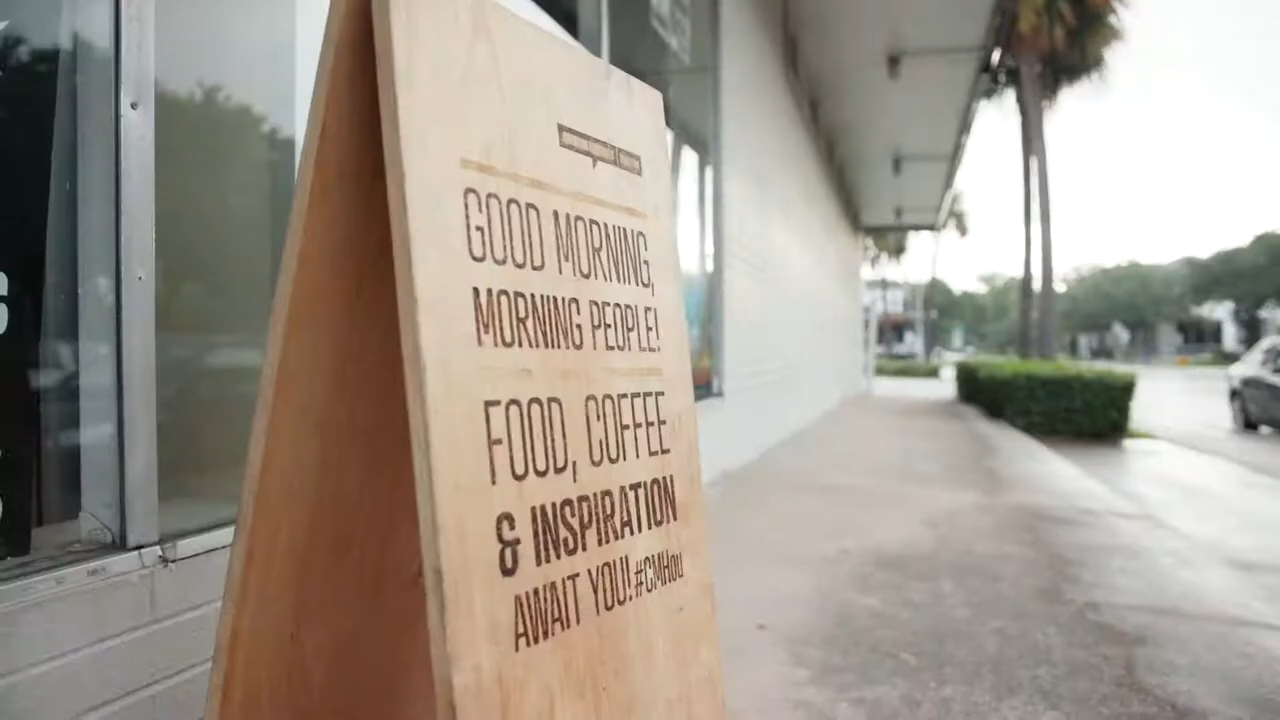 GOOD MORNING,
MORNING PEOPLE!
FOOD, COFFEE
& INSPIRATION
AWAIT YOU! #CMHou